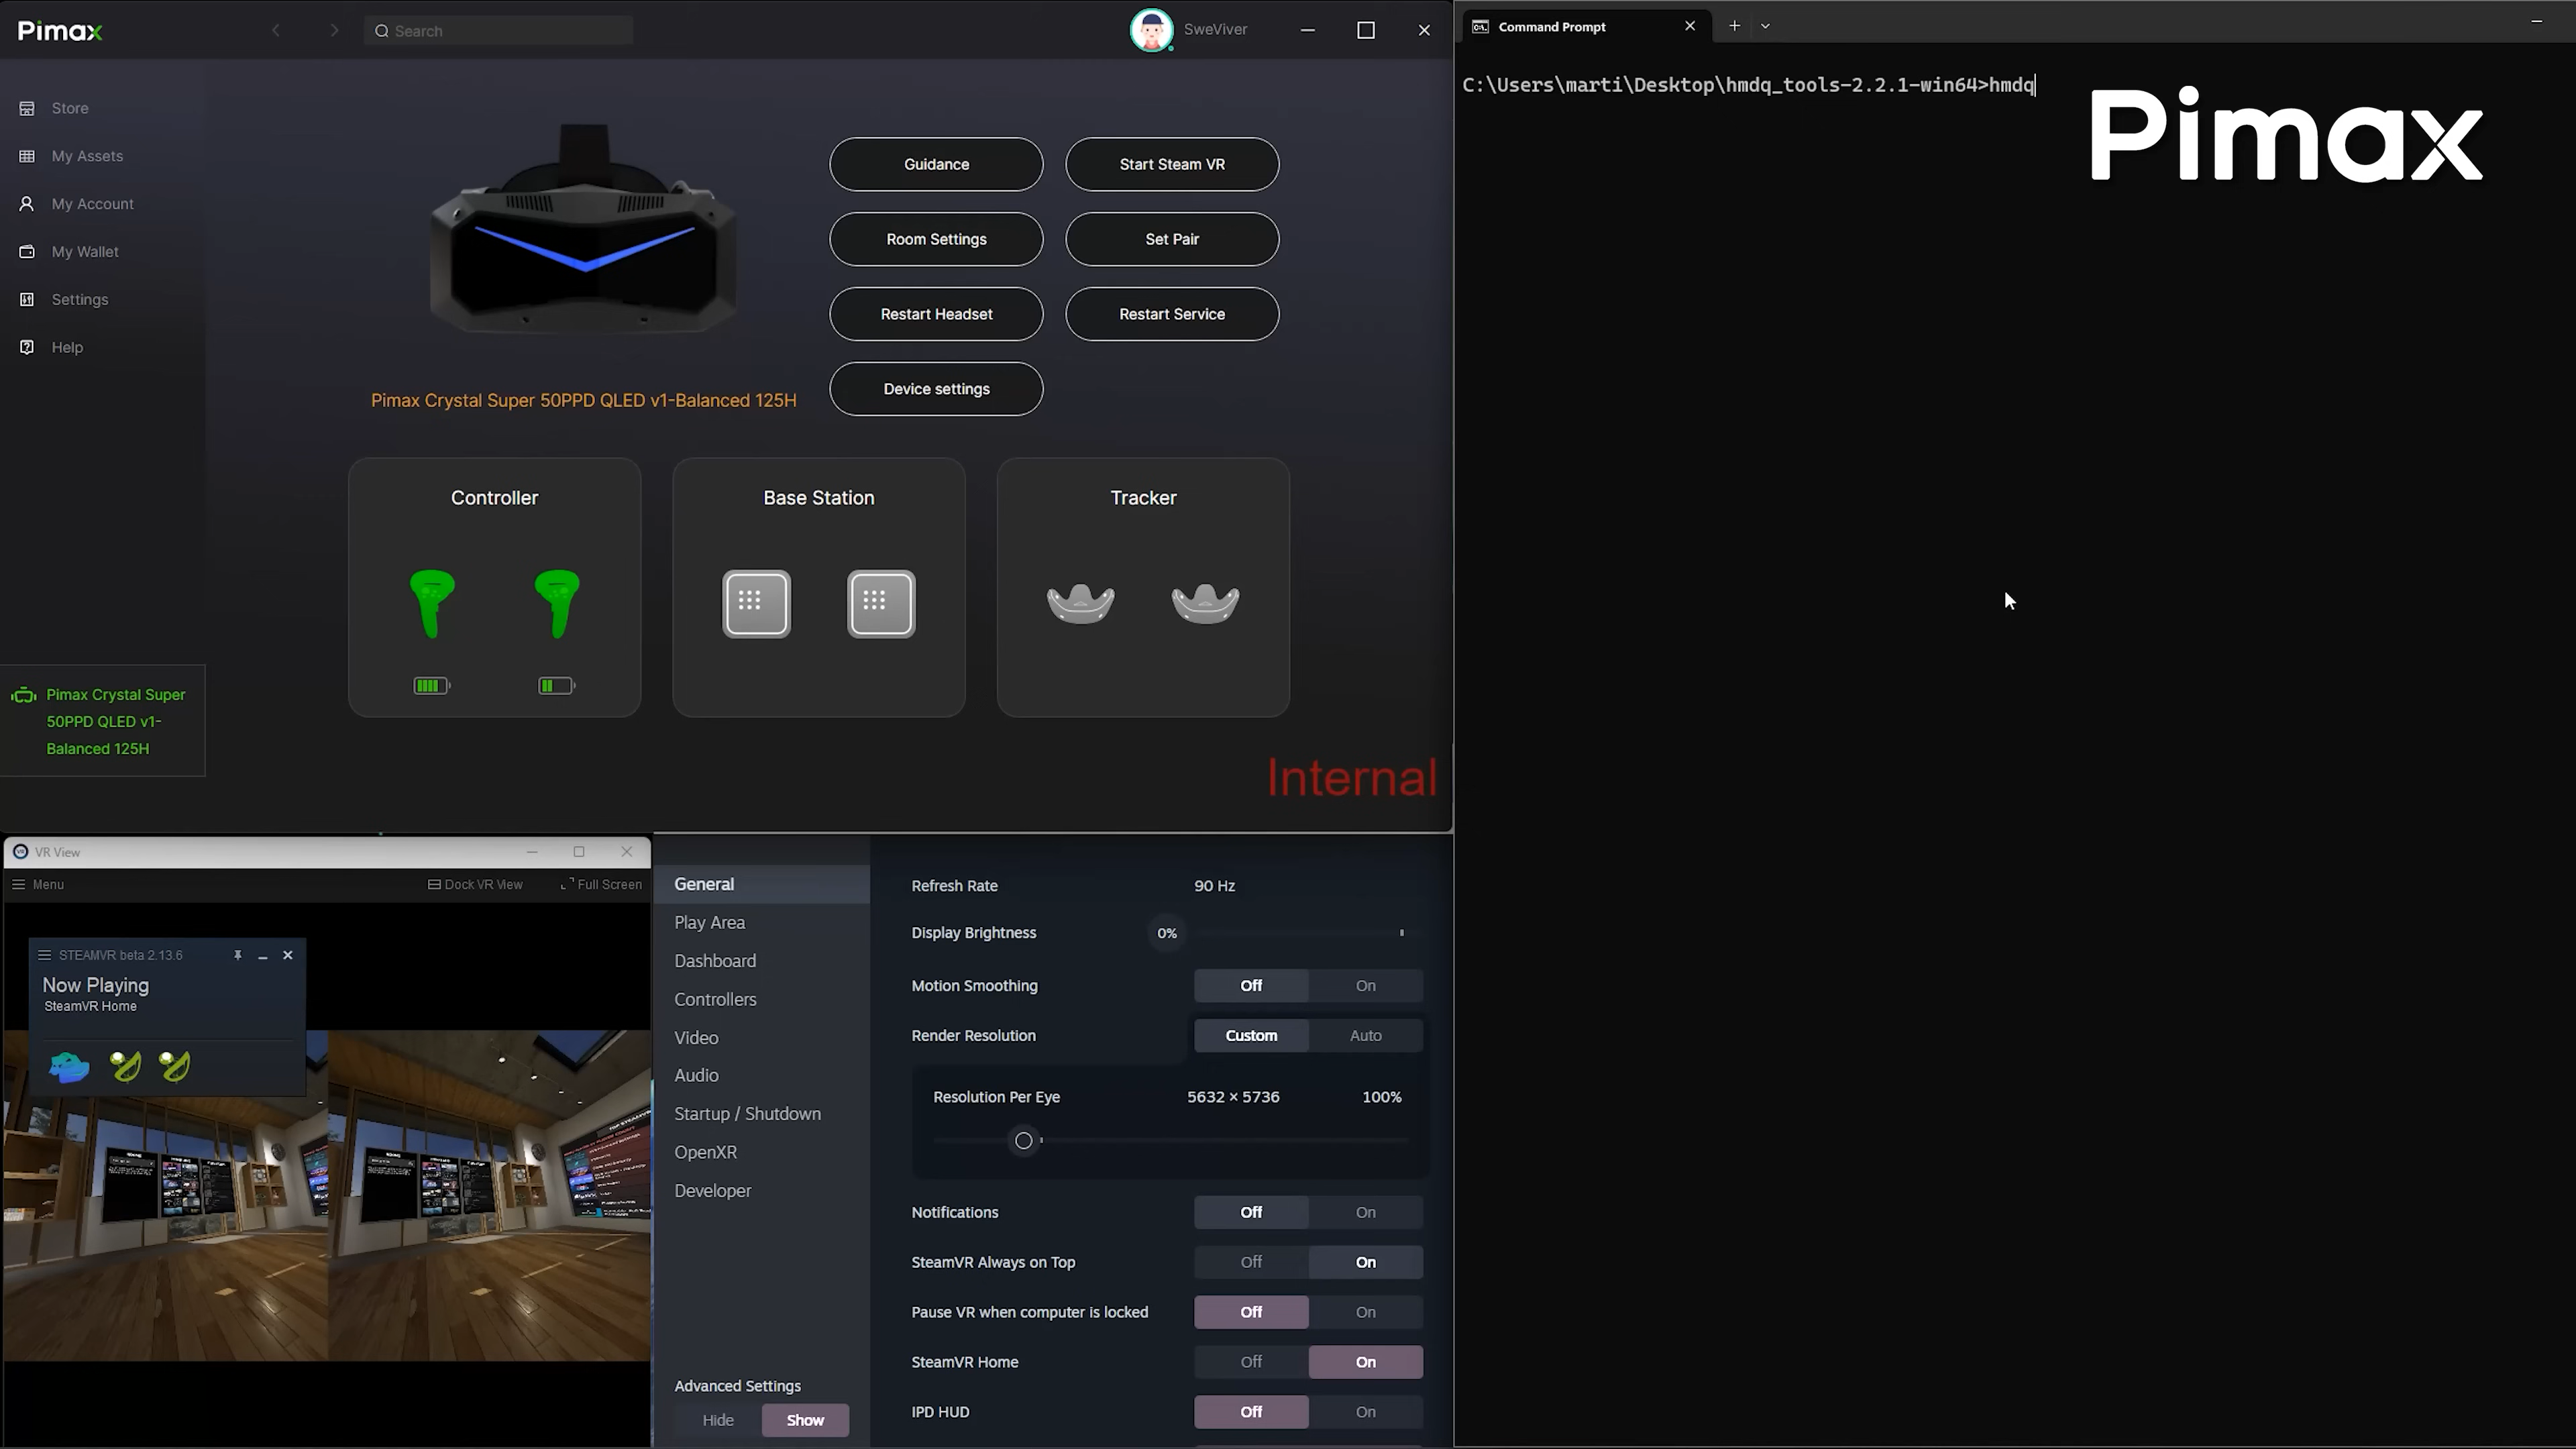 Pimax
Search
SweViver
Store
My Assets
My Account
My Wallet
Settings
Help
Guidance
Start Steam VR
Room Settings
Set Pair
Restart Headset
Restart Service
Device settings
Pimax Crystal Super 50PPD QLED v1-Balanced 125H
Controller
Base Station
Tracker
Pimax Crystal Super
50PPD QLED v1-
Balanced 125H
Internal
Command Prompt
C:\Users\marti\Desktop\hmdq_tools-2.2.1-win64>hmdq
Pimax
VR View
Menu
Dock VR View
Full Screen
STEAMVR beta 2.13.6
Now Playing
SteamVR Home
General
Play Area
Dashboard
Controllers
Video
Audio
Startup / Shutdown
OpenXR
Developer
Advanced Settings
Hide
Show
Refresh Rate
90 Hz
Display Brightness
0%
Motion Smoothing
Off
On
Render Resolution
Custom
Auto
Resolution Per Eye
5632 × 5736
100%
Notifications
Off
On
SteamVR Always on Top
Off
On
Pause VR when computer is locked
Off
On
SteamVR Home
Off
On
IPD HUD
Off
On